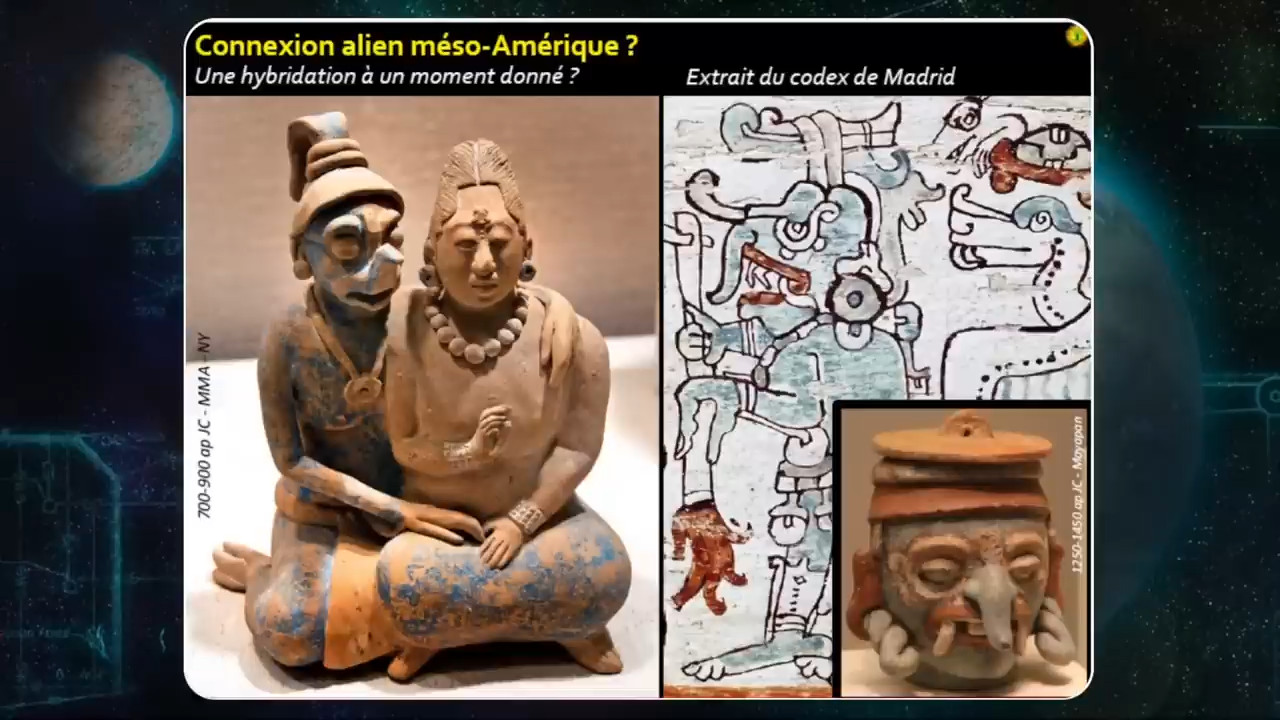 Connexion alien méso-Amérique ?
Une hybridation à un moment donné ?
Extrait du codex de Madrid
700-900 ap JC - MMA - NY
1250-1450 ap JC - Mayapan